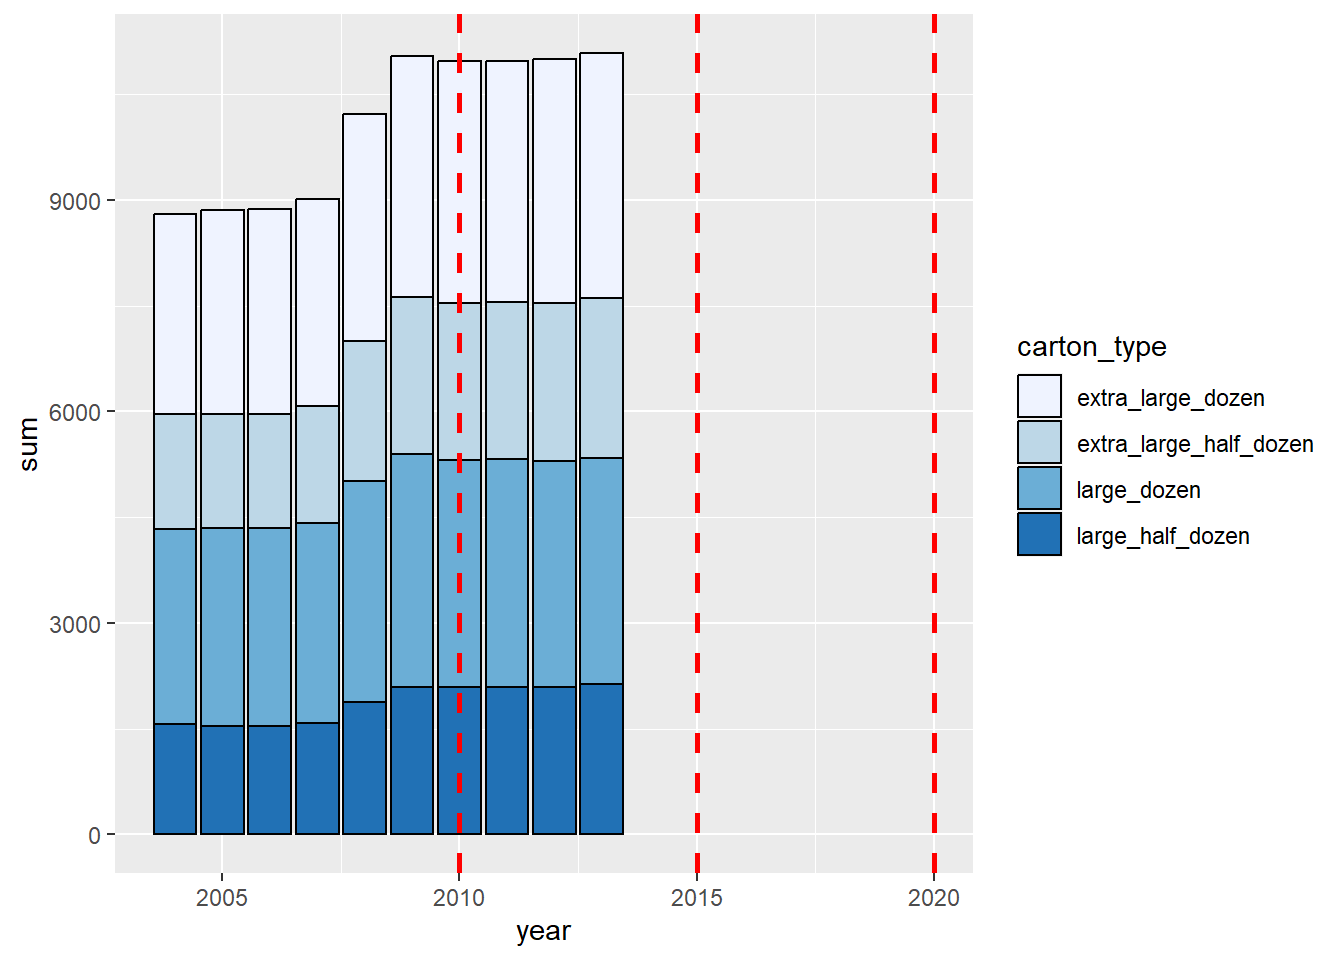 9000
6000
3000
0
sum
2005
2010
2015
2020
year
carton_type
extra_large_dozen
extra_large_half_dozen
large_dozen
large_half_dozen